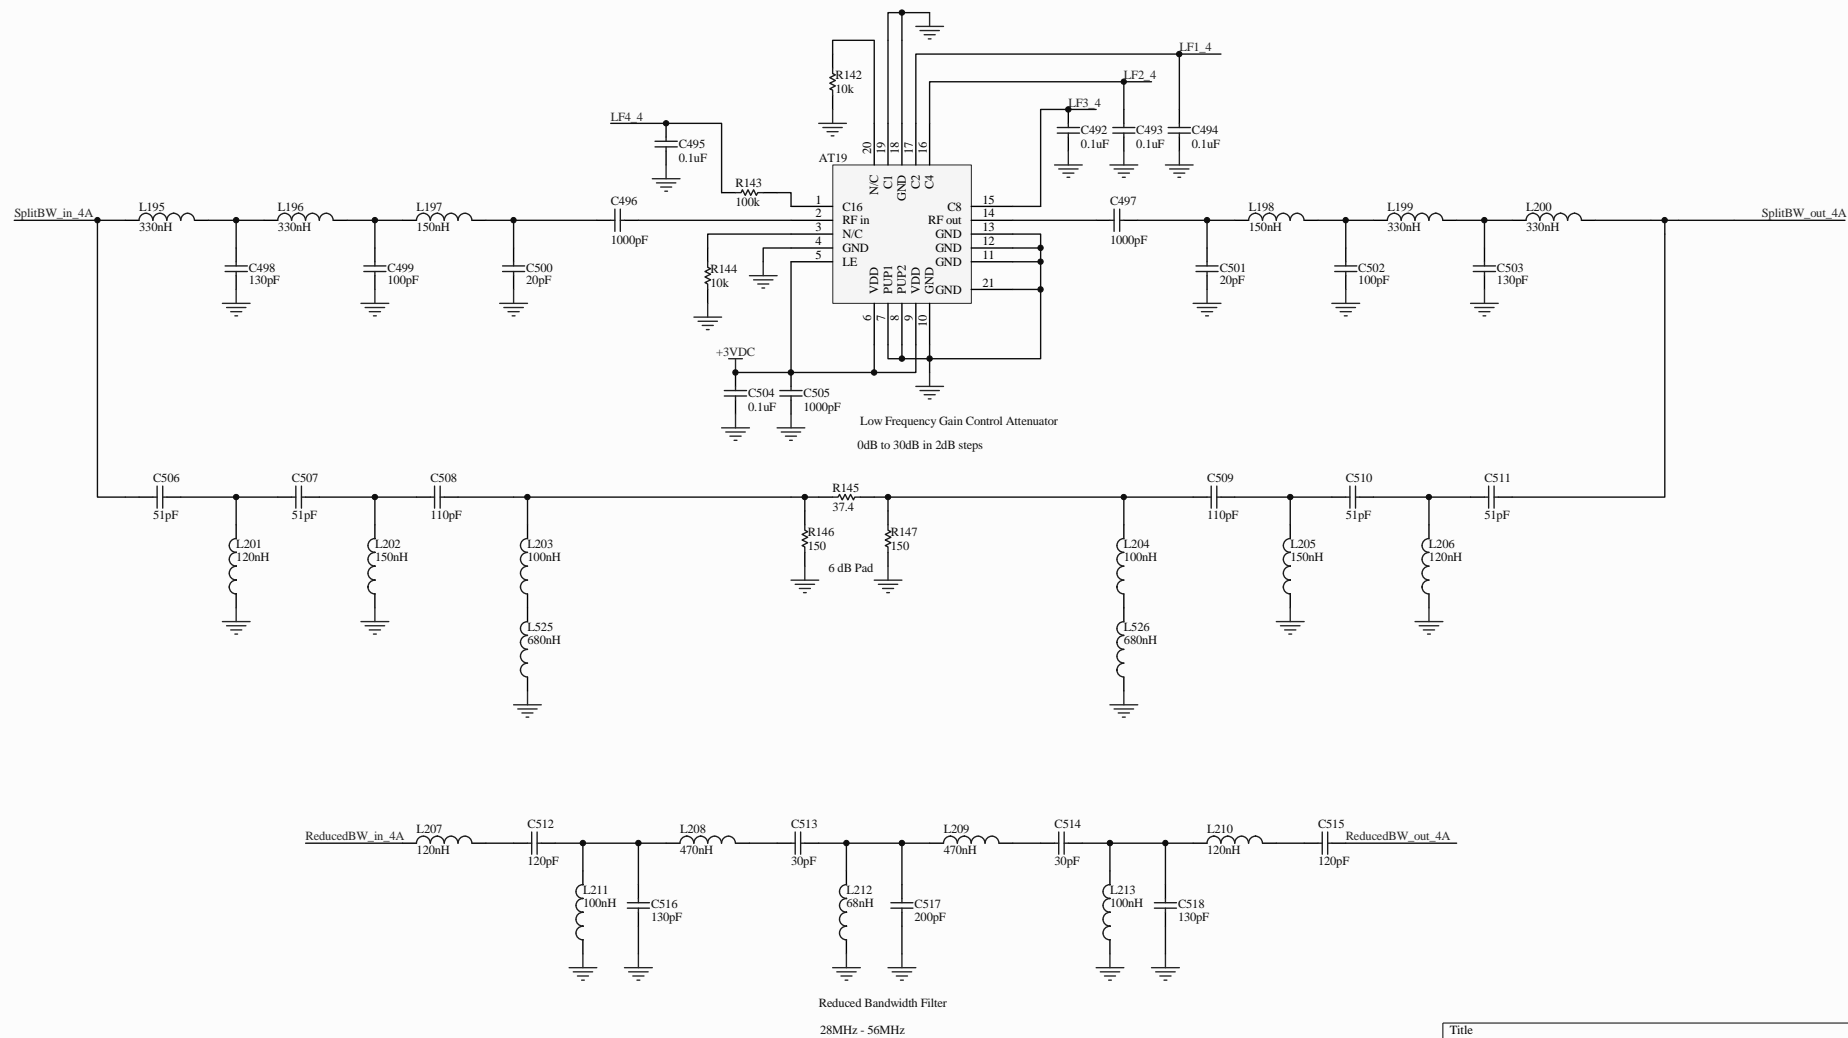 LF1_4
R142
10k
LF2_4
LF3_4
LF4_4
C495
0.1uF
C492
0.1uF
C493
0.1uF
C494
0.1uF
AT19
20
19
18
17
16
N/C
C1
GND
C2
C4
R143
100k
1
2
3
4
5
C16
RF in
N/C
GND
LE
C8
RF out
GND
GND
GND
GND
15
14
13
12
11
21
VDD
PUP1
PUP2
VDD
GND
6
7
8
9
10
SplitBW_in_4A
L195
330nH
L196
330nH
L197
150nH
C496
1000pF
C497
1000pF
L198
150nH
L199
330nH
L200
330nH
SplitBW_out_4A
C498
130pF
C499
100pF
C500
20pF
R144
10k
C501
20pF
C502
100pF
C503
130pF
+3VDC
C504
0.1uF
C505
1000pF
Low Frequency Gain Control Attenuator
0dB to 30dB in 2dB steps
C506
51pF
C507
51pF
C508
110pF
R145
37.4
C509
110pF
C510
51pF
C511
51pF
R146
150
R147
150
6 dB Pad
L201
120nH
L202
150nH
L203
100nH
L204
100nH
L205
150nH
L206
120nH
L525
680nH
L526
680nH
ReducedBW_in_4A
L207
120nH
C512
120pF
L208
470nH
C513
30pF
L209
470nH
C514
30pF
L210
120nH
C515
120pF
ReducedBW_out_4A
L211
100nH
C516
130pF
L212
68nH
C517
200pF
L213
100nH
C518
130pF
Reduced Bandwidth Filter
28MHz - 56MHz
Title